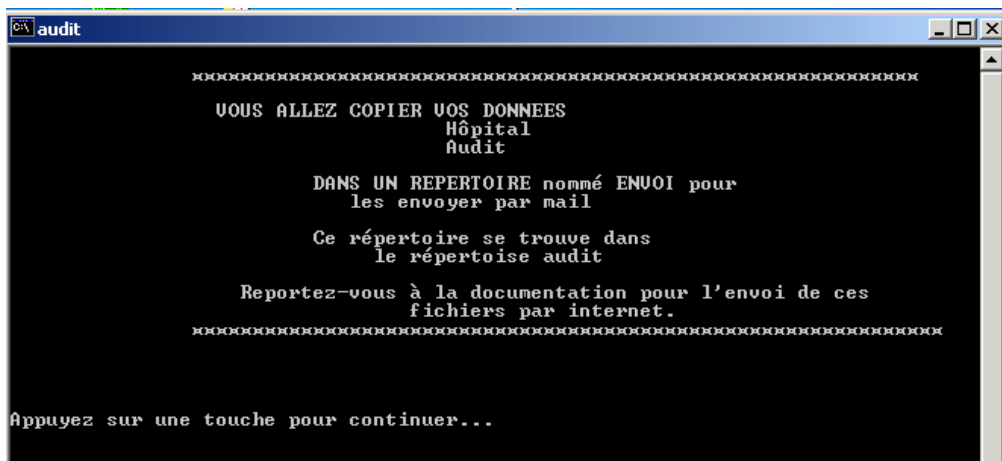 audit
¤¤¤¤¤¤¤¤¤¤¤¤¤¤¤¤¤¤¤¤¤¤¤¤¤¤¤¤¤¤¤¤¤¤¤¤¤¤¤¤¤¤¤¤¤¤¤¤¤¤¤¤¤¤¤¤¤¤¤¤
VOUS ALLEZ COPIER VOS DONNEES
Hôpital
Audit
DANS UN REPERTOIRE nommé ENVOI pour
les envoyer par mail
Ce répertoire se trouve dans
le répertoise audit
Reportez-vous à la documentation pour l'envoi de ces
fichiers par internet.
¤¤¤¤¤¤¤¤¤¤¤¤¤¤¤¤¤¤¤¤¤¤¤¤¤¤¤¤¤¤¤¤¤¤¤¤¤¤¤¤¤¤¤¤¤¤¤¤¤¤¤¤¤¤¤¤¤¤¤¤¤¤
Appuyez sur une touche pour continuer...